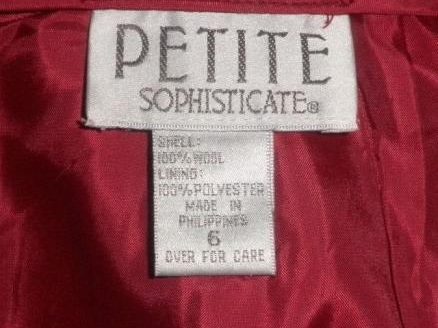 PETITE
SOPHISTICATE®
SHELL:
100% WOOL
LINING:
100% POLYESTER
MADE IN
PHILIPPINES
6
OVER FOR CARE